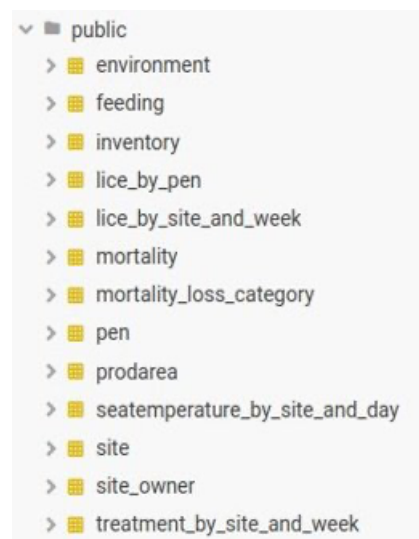 public
environment
feeding
inventory
lice_by_pen
lice_by_site_and_week
mortality
mortality_loss_category
pen
prodarea
seatemperature_by_site_and_day
site
site_owner
treatment_by_site_and_week